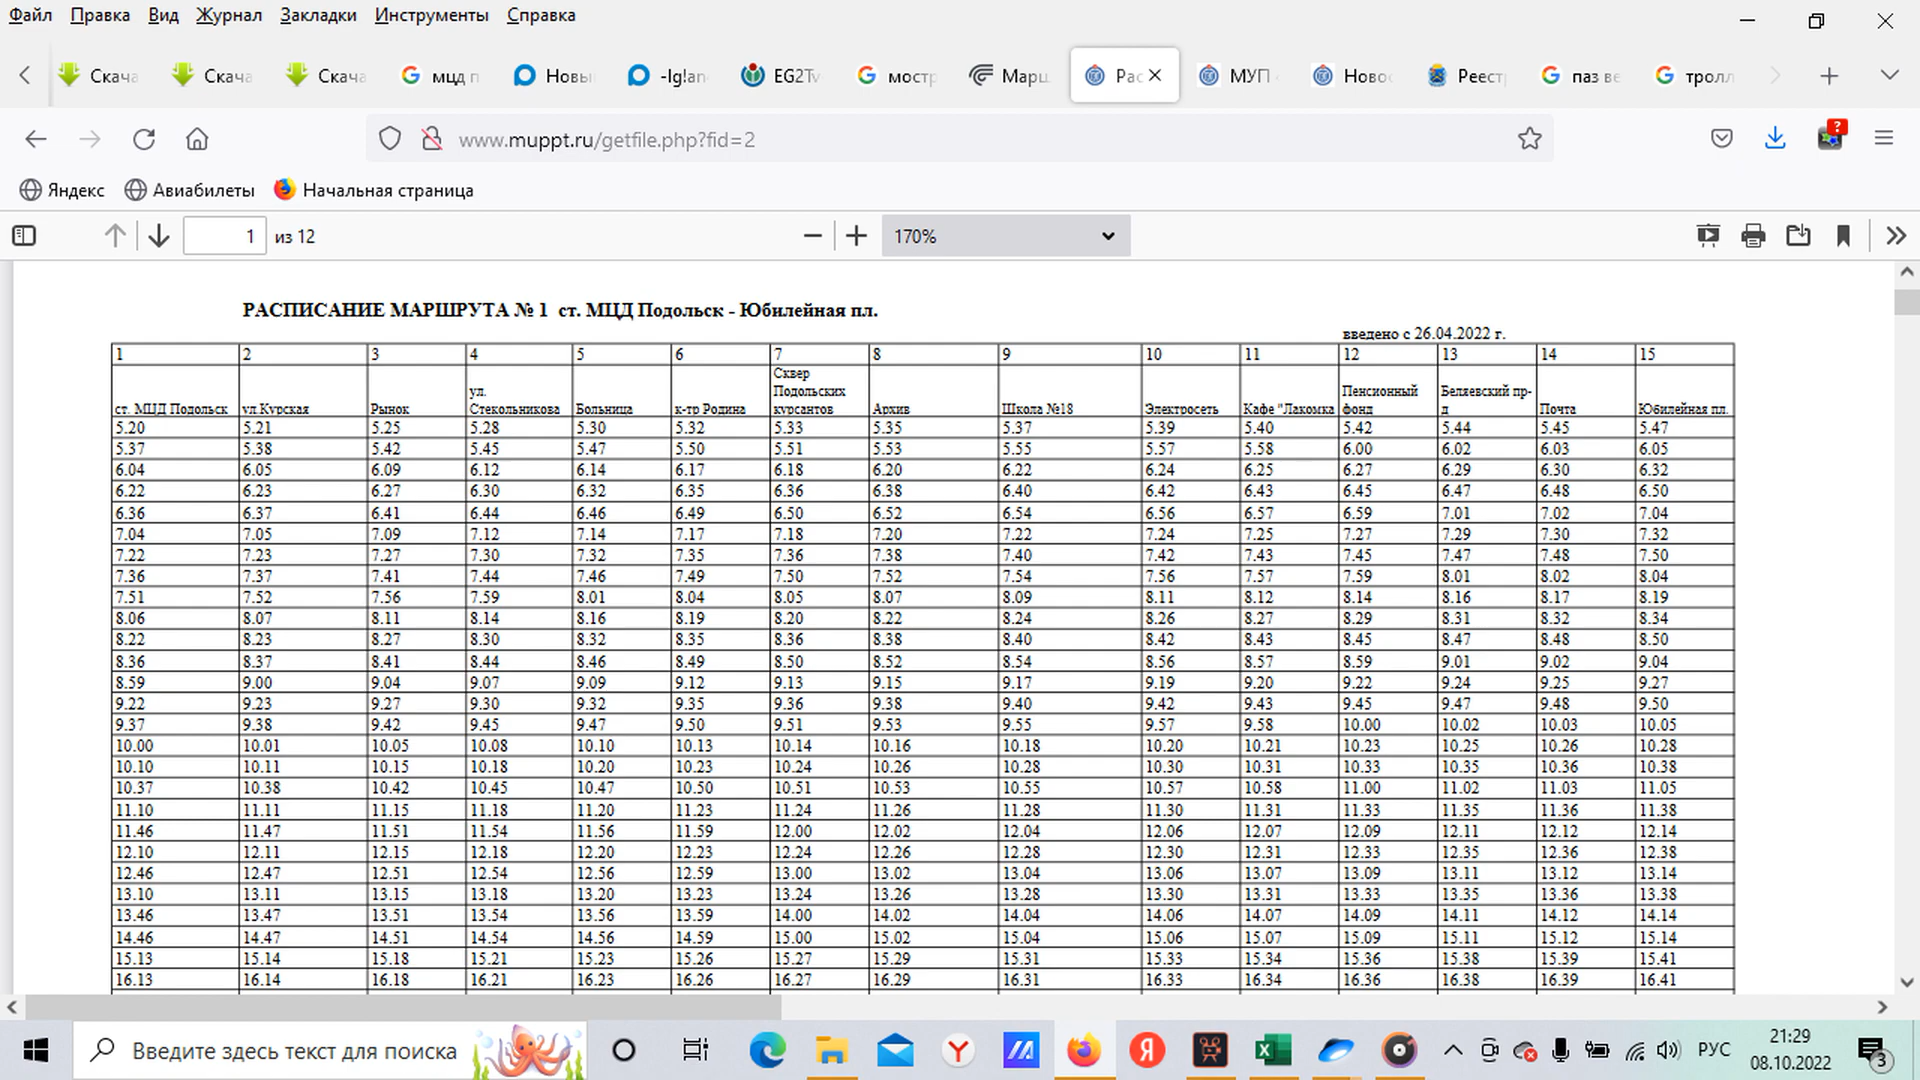 Файл Правка Вид Журнал Закладки Инструменты Справка
Скача Скача Скача мцд п Новы -Ig!an EG2Tv мостр Марш Рас МУП Ново Реест паз ве тролл
www.muppt.ru/getfile.php?fid=2
Яндекс Авиабилеты Начальная страница
1 из 12 170%
РАСПИСАНИЕ МАРШРУТА № 1 ст. МЦД Подольск - Юбилейная пл.
введено с 26.04.2022 г.
1 2 3 4 5 6 7 8 9 10 11 12 13 14 15
ст. МЦД Подольск ул.Курская Рынок ул. Стекольникова Больница к-тр Родина Сквер Подольских курсантов Архив Школа №18 Электросеть Кафе "Лакомка Пенсионный фонд Беляевский пр-д Почта Юбилейная пл.
5.20 5.21 5.25 5.28 5.30 5.32 5.33 5.35 5.37 5.39 5.40 5.42 5.44 5.45 5.47
5.37 5.38 5.42 5.45 5.47 5.50 5.51 5.53 5.55 5.57 5.58 6.00 6.02 6.03 6.05
6.04 6.05 6.09 6.12 6.14 6.17 6.18 6.20 6.22 6.24 6.25 6.27 6.29 6.30 6.32
6.22 6.23 6.27 6.30 6.32 6.35 6.36 6.38 6.40 6.42 6.43 6.45 6.47 6.48 6.50
6.36 6.37 6.41 6.44 6.46 6.49 6.50 6.52 6.54 6.56 6.57 6.59 7.01 7.02 7.04
7.04 7.05 7.09 7.12 7.14 7.17 7.18 7.20 7.22 7.24 7.25 7.27 7.29 7.30 7.32
7.22 7.23 7.27 7.30 7.32 7.35 7.36 7.38 7.40 7.42 7.43 7.45 7.47 7.48 7.50
7.36 7.37 7.41 7.44 7.46 7.49 7.50 7.52 7.54 7.56 7.57 7.59 8.01 8.02 8.04
7.51 7.52 7.56 7.59 8.01 8.04 8.05 8.07 8.09 8.11 8.12 8.14 8.16 8.17 8.19
8.06 8.07 8.11 8.14 8.16 8.19 8.20 8.22 8.24 8.26 8.27 8.29 8.31 8.32 8.34
8.22 8.23 8.27 8.30 8.32 8.35 8.36 8.38 8.40 8.42 8.43 8.45 8.47 8.48 8.50
8.36 8.37 8.41 8.44 8.46 8.49 8.50 8.52 8.54 8.56 8.57 8.59 9.01 9.02 9.04
8.59 9.00 9.04 9.07 9.09 9.12 9.13 9.15 9.17 9.19 9.20 9.22 9.24 9.25 9.27
9.22 9.23 9.27 9.30 9.32 9.35 9.36 9.38 9.40 9.42 9.43 9.45 9.47 9.48 9.50
9.37 9.38 9.42 9.45 9.47 9.50 9.51 9.53 9.55 9.57 9.58 10.00 10.02 10.03 10.05
10.00 10.01 10.05 10.08 10.10 10.13 10.14 10.16 10.18 10.20 10.21 10.23 10.25 10.26 10.28
10.10 10.11 10.15 10.18 10.20 10.23 10.24 10.26 10.28 10.30 10.31 10.33 10.35 10.36 10.38
10.37 10.38 10.42 10.45 10.47 10.50 10.51 10.53 10.55 10.57 10.58 11.00 11.02 11.03 11.05
11.10 11.11 11.15 11.18 11.20 11.23 11.24 11.26 11.28 11.30 11.31 11.33 11.35 11.36 11.38
11.46 11.47 11.51 11.54 11.56 11.59 12.00 12.02 12.04 12.06 12.07 12.09 12.11 12.12 12.14
12.10 12.11 12.15 12.18 12.20 12.23 12.24 12.26 12.28 12.30 12.31 12.33 12.35 12.36 12.38
12.46 12.47 12.51 12.54 12.56 12.59 13.00 13.02 13.04 13.06 13.07 13.09 13.11 13.12 13.14
13.10 13.11 13.15 13.18 13.20 13.23 13.24 13.26 13.28 13.30 13.31 13.33 13.35 13.36 13.38
13.46 13.47 13.51 13.54 13.56 13.59 14.00 14.02 14.04 14.06 14.07 14.09 14.11 14.12 14.14
14.46 14.47 14.51 14.54 14.56 14.59 15.00 15.02 15.04 15.06 15.07 15.09 15.11 15.12 15.14
15.13 15.14 15.18 15.21 15.23 15.26 15.27 15.29 15.31 15.33 15.34 15.36 15.38 15.39 15.41
16.13 16.14 16.18 16.21 16.23 16.26 16.27 16.29 16.31 16.33 16.34 16.36 16.38 16.39 16.41
Введите здесь текст для поиска РУС 21:29
08.10.2022 3